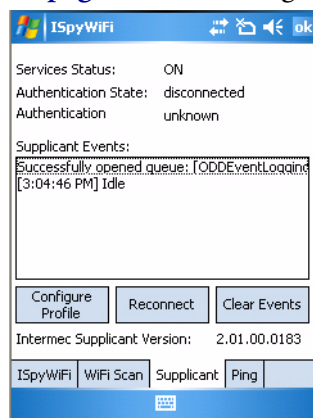 ISpyWiFi ok
Services Status: ON
Authentication State: disconnected
Authentication unknown
Supplicant Events:
Successfully opened queue: [ODDEventLogging
[3:04:46 PM] Idle
Configure Profile
Reconnect
Clear Events
Intermec Supplicant Version: 2.01.00.0183
ISpyWiFi WiFi Scan Supplicant Ping